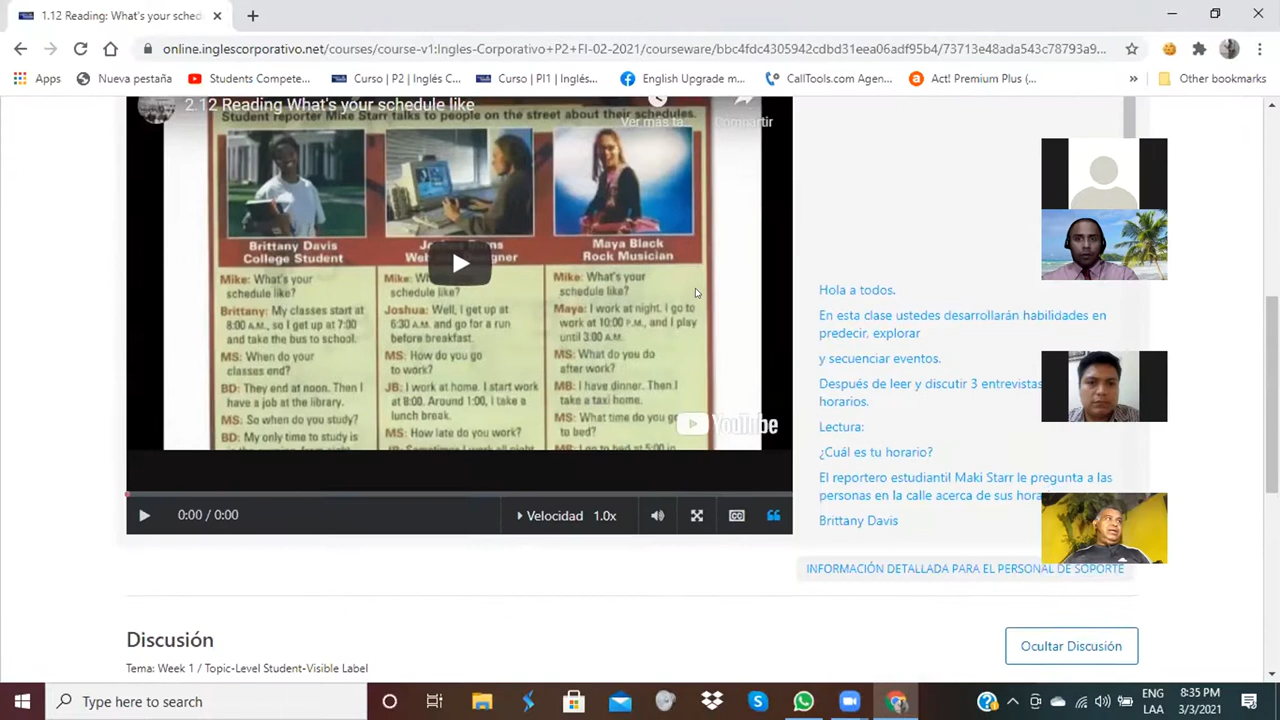 1.12 Reading: What's your sched
online.inglescorporativo.net/courses/course-v1:Ingles-Corporativo+P2+FI-02-2021/courseware/bbc4fdc4305942cdbd31eea06adf95b4/73713e48ada543c78793a9...
Apps
Nueva pestaña
Students Compete...
Curso | P2 | Inglés C...
Curso | PI1 | Inglés...
English Upgrade m...
CallTools.com Agen...
Act! Premium Plus (...
»
Other bookmarks
2.12 Reading What's your schedule like
Ver más ta...
Compartir
Student reporter Mike Starr talks to people on the street about their schedules.
Brittany Davis
College Student
Maya Black
Rock Musician
Mike: What's your
schedule like?
Brittany: My classes start at
8:00 A.M., so I get up at 7:00
and take the bus to school.
MS: When do your
classes end?
BD: They end at noon. Then I
have a job at the library.
MS: So when do you study?
BD: My only time to study is
schedule like?
Joshua: Well, I get up at
6:30 A.M. and go for a run
before breakfast.
MS: How do you go
to work?
JB: I work at home. I start work
at 8:00. Around 1:00, I take a
lunch break.
MS: How late do you work?
Mike: What's your
schedule like?
Maya: I work at night. I go to
work at 10:00 P.M., and I play
until 3:00 A.M.
MS: What do you do
after work?
MB: I have dinner. Then I
take a taxi home.
MS: What time do you go
to bed?
YouTube
0:00 / 0:00
Velocidad 1.0x
Hola a todos.
En esta clase ustedes desarrollarán habilidades en
predecir, explorar
y secuenciar eventos.
Después de leer y discutir 3 entrevistas
horarios.
Lectura:
¿Cuál es tu horario?
El reportero estudiantil Maki Starr le pregunta a las
personas en la calle acerca de sus hora
Brittany Davis
INFORMACIÓN DETALLADA PARA EL PERSONAL DE SOPORTE
Discusión
Ocultar Discusión
Tema: Week 1 / Topic-Level Student-Visible Label
Type here to search
ENG
LAA
8:35 PM
3/3/2021